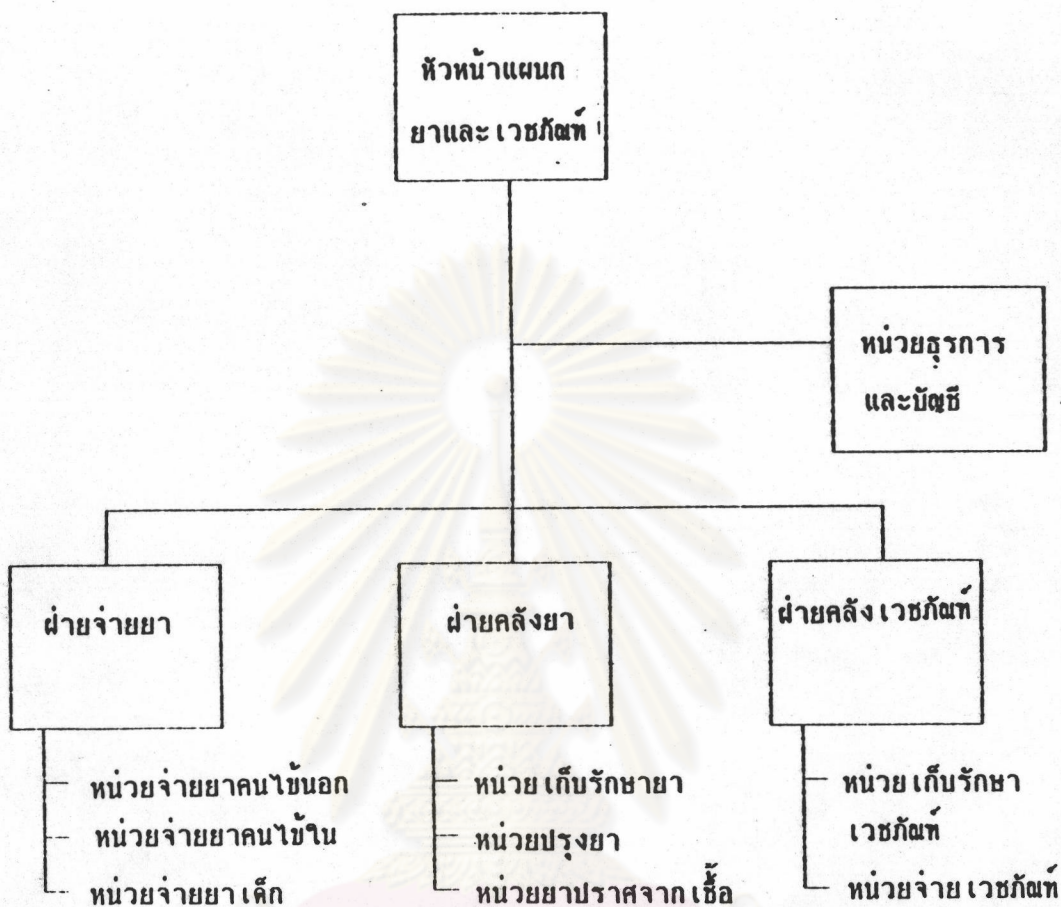 หัวหน้าแผนก
ยาและเวชภัณฑ์
หน่วยธุรการ
และบัญชี
ฝ่ายจ่ายยา
ฝ่ายคลังยา
ฝ่ายคลังเวชภัณฑ์
หน่วยจ่ายยาคนไข้นอก
หน่วยจ่ายยาคนไข้ใน
หน่วยจ่ายยาเด็ก
หน่วยเก็บรักษายา
หน่วยปรุงยา
หน่วยยาปราศจากเชื้อ
หน่วยเก็บรักษา
เวชภัณฑ์
หน่วยจ่ายเวชภัณฑ์